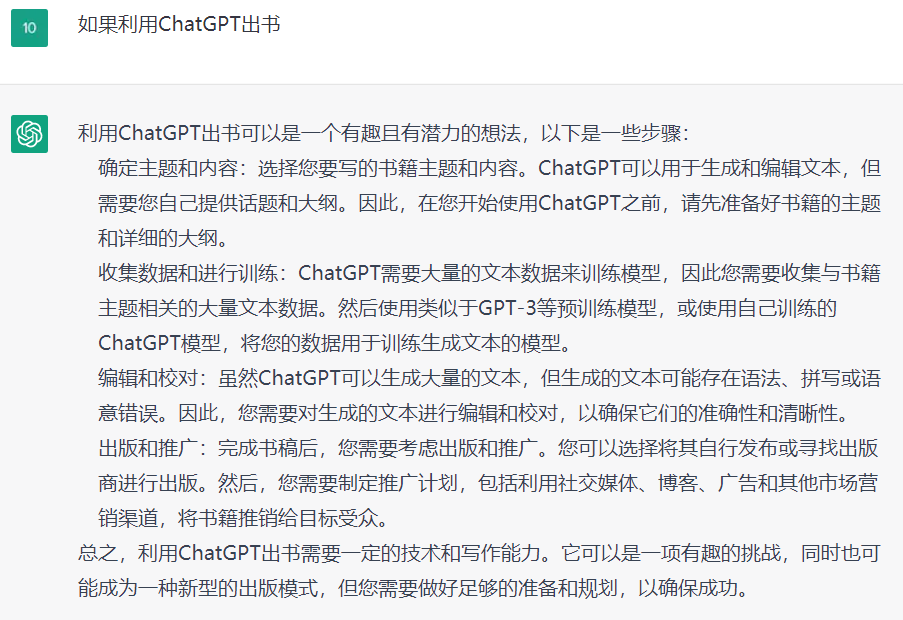 10
如果利用ChatGPT出书
利用ChatGPT出书可以是一个有趣且有潜力的想法，以下是一些步骤：
确定主题和内容：选择您要写的书籍主题和内容。ChatGPT可以用于生成和编辑文本，但
需要您自己提供话题和大纲。因此，在您开始使用ChatGPT之前，请先准备好书籍的主题
和详细的大纲。
收集数据和进行训练：ChatGPT需要大量的文本数据来训练模型，因此您需要收集与书籍
主题相关的大量文本数据。然后使用类似于GPT-3等预训练模型，或使用自己训练的
ChatGPT模型，将您的数据用于训练生成文本的模型。
编辑和校对：虽然ChatGPT可以生成大量的文本，但生成的文本可能存在语法、拼写或语
意错误。因此，您需要对生成的文本进行编辑和校对，以确保它们的准确性和清晰性。
出版和推广：完成书稿后，您需要考虑出版和推广。您可以选择将其自行发布或寻找出版
商进行出版。然后，您需要制定推广计划，包括利用社交媒体、博客、广告和其他市场营
销渠道，将书籍推销给目标受众。
总之，利用ChatGPT出书需要一定的技术和写作能力。它可以是一项有趣的挑战，同时也可
能成为一种新型的出版模式，但您需要做好足够的准备和规划，以确保成功。